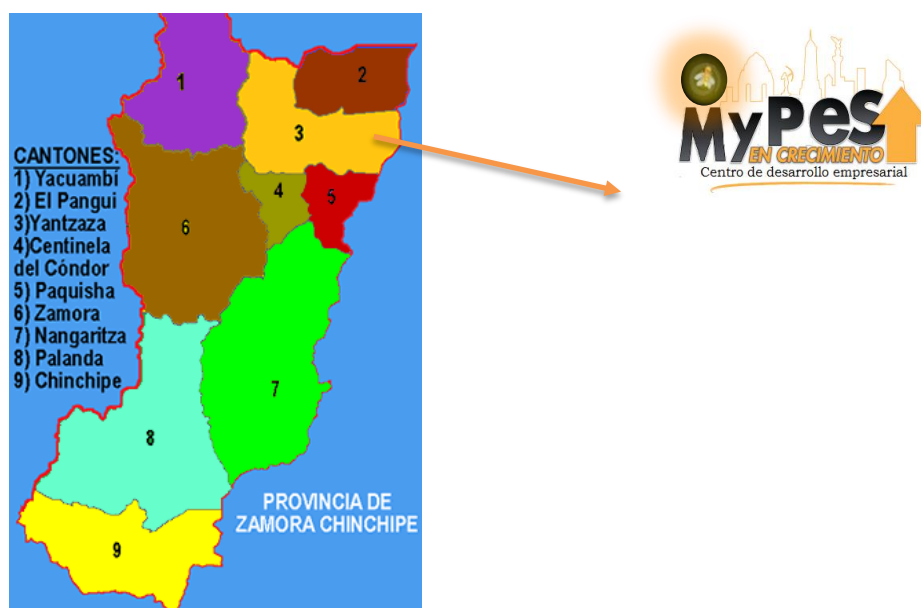 1
2
3
4
5
6
7
8
9
CANTONES:
1) Yacuambí
2) El Pangui
3)Yantzaza
4)Centinela
del Cóndor
5) Paquisha
6) Zamora
7) Nangaritza
8) Palanda
9) Chinchipe
PROVINCIA DE
ZAMORA CHINCHIPE
MyPeS
EN CRECIMIENTO
Centro de desarrollo empresarial